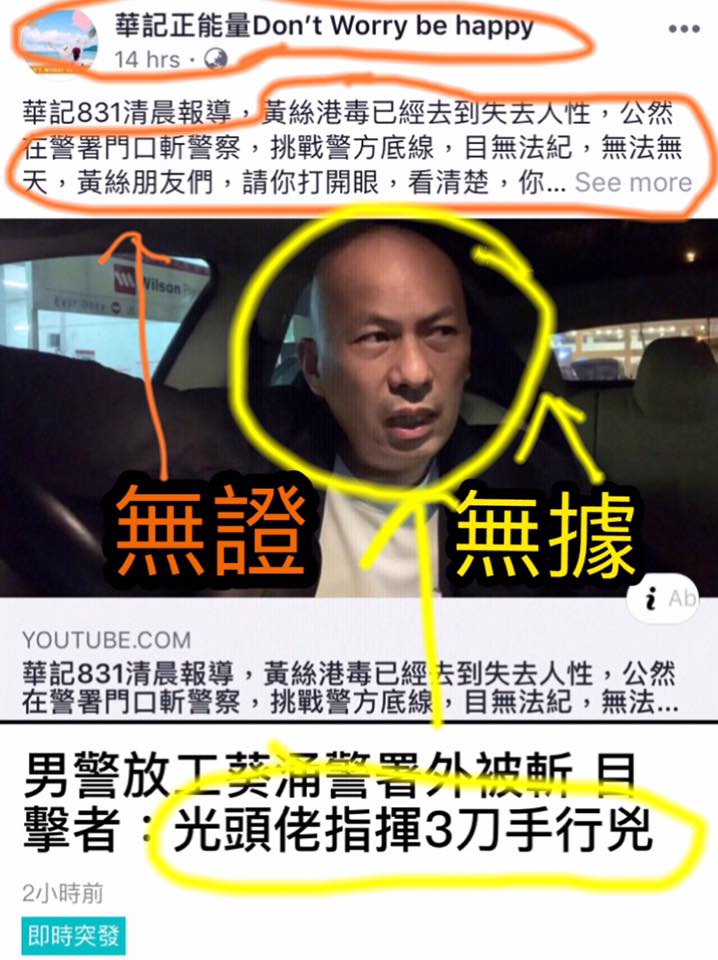 華記正能量Don't Worry be happy
14 hrs ·
華記831清晨報導，黃絲港毒已經去到失去人性，公然
在警署門口斬警察，挑戰警方底線，目無法紀，無法無
天，黃絲朋友們，請你打開眼，看清楚，你... See more
Wilson
Exit Only
無證 無據
i Ab
YOUTUBE.COM
華記831清晨報導，黃絲港毒已經去到失去人性，公然
在警署門口斬警察，挑戰警方底線，目無法紀，無法...
男警放工葵涌警署外被斬 目
擊者：光頭佬指揮3刀手行兇
2小時前
即時突發